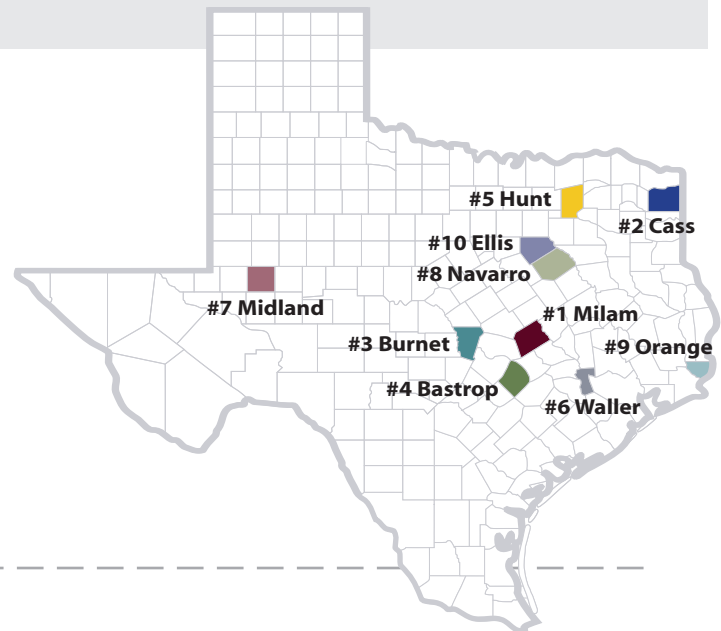 #5 Hunt
#2 Cass
#10 Ellis
#8 Navarro
#7 Midland
#1 Milam
#3 Burnet
#9 Orange
#4 Bastrop
#6 Waller